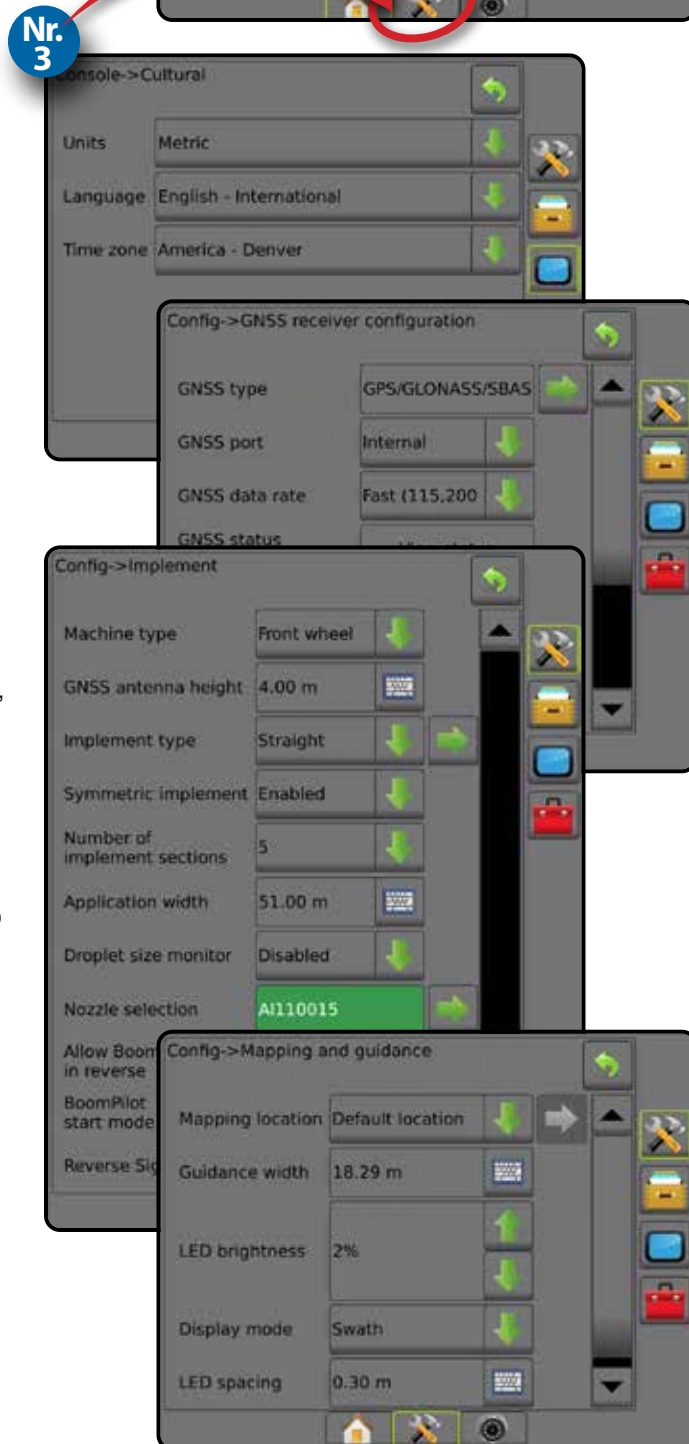 Nr.
3
Console->Cultural
Units Metric
Language English - International
Time zone America - Denver
Config->GNSS receiver configuration
GNSS type GPS/GLONASS/SBAS
GNSS port Internal
GNSS data rate Fast (115,200
GNSS status
Config->Implement
Machine type Front wheel
GNSS antenna height 4.00 m
Implement type Straight
Symmetric implement Enabled
Number of
implement sections 5
Application width 51.00 m
Droplet size monitor Disabled
Nozzle selection AI110015
Allow Boom
in reverse
BoomPilot
start mode
Reverse Sig
Config->Mapping and guidance
Mapping location Default location
Guidance width 18.29 m
LED brightness 2%
Display mode Swath
LED spacing 0.30 m